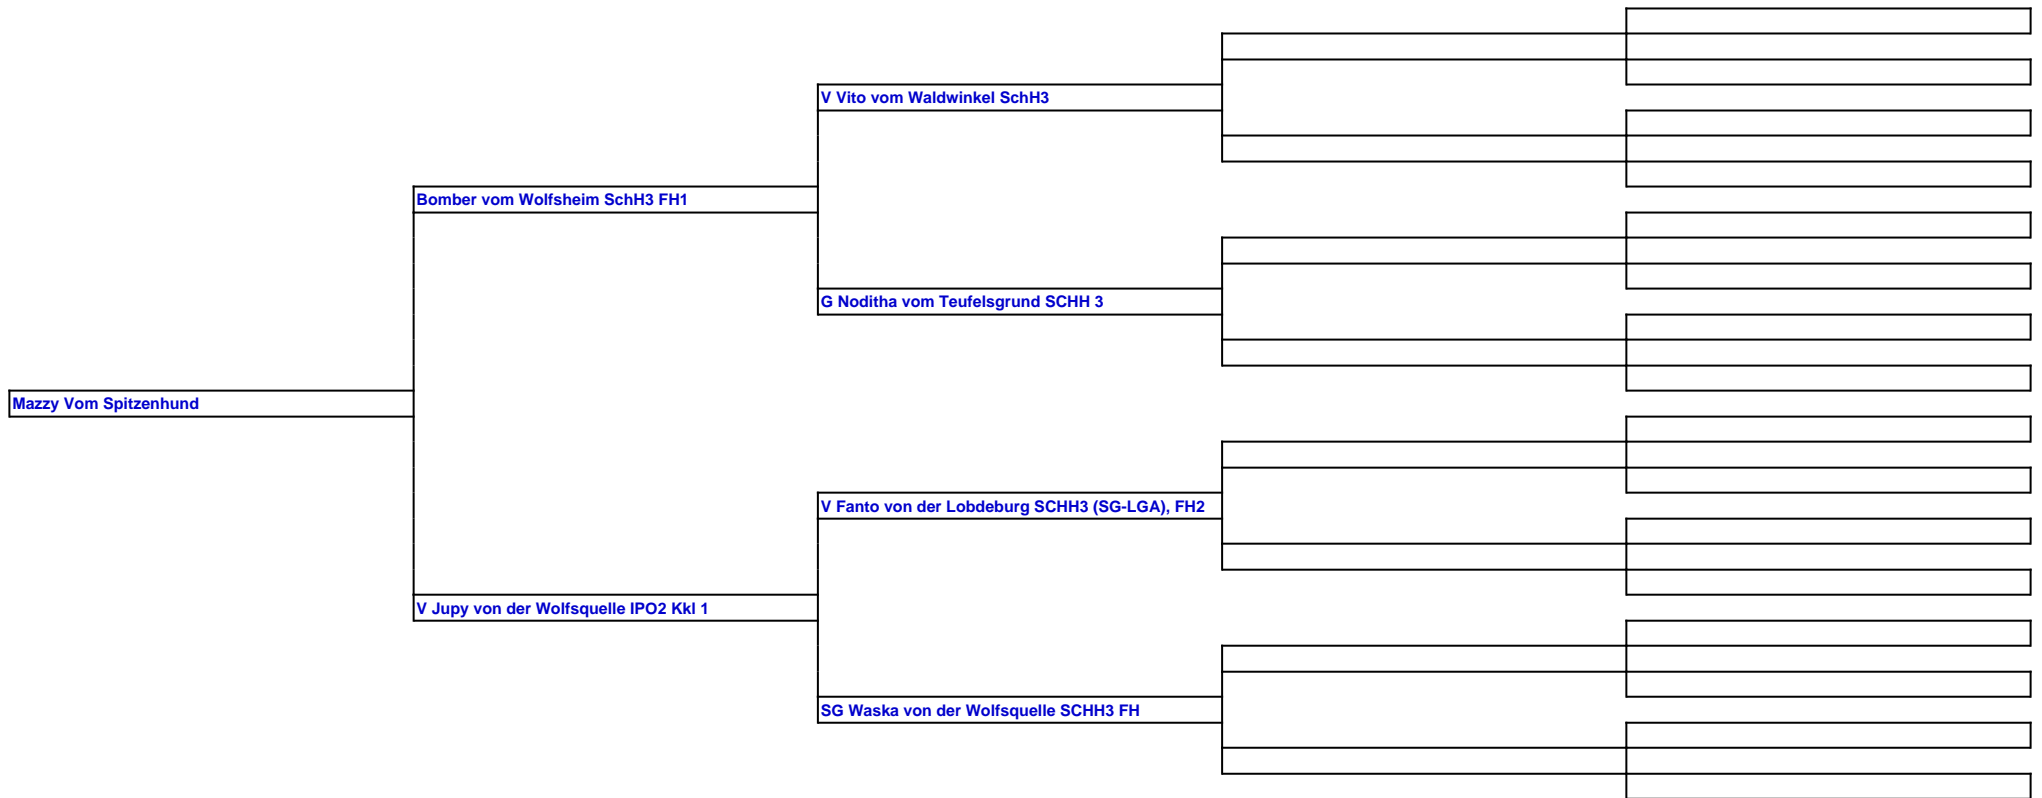 V Vito vom Waldwinkel SchH3
Bomber vom Wolfsheim SchH3 FH1
G Noditha vom Teufelsgrund SCHH 3
Mazzy Vom Spitzenhund
V Fanto von der Lobdeburg SCHH3 (SG-LGA), FH2
V Jupy von der Wolfsquelle IPO2 Kkl 1
SG Waska von der Wolfsquelle SCHH3 FH